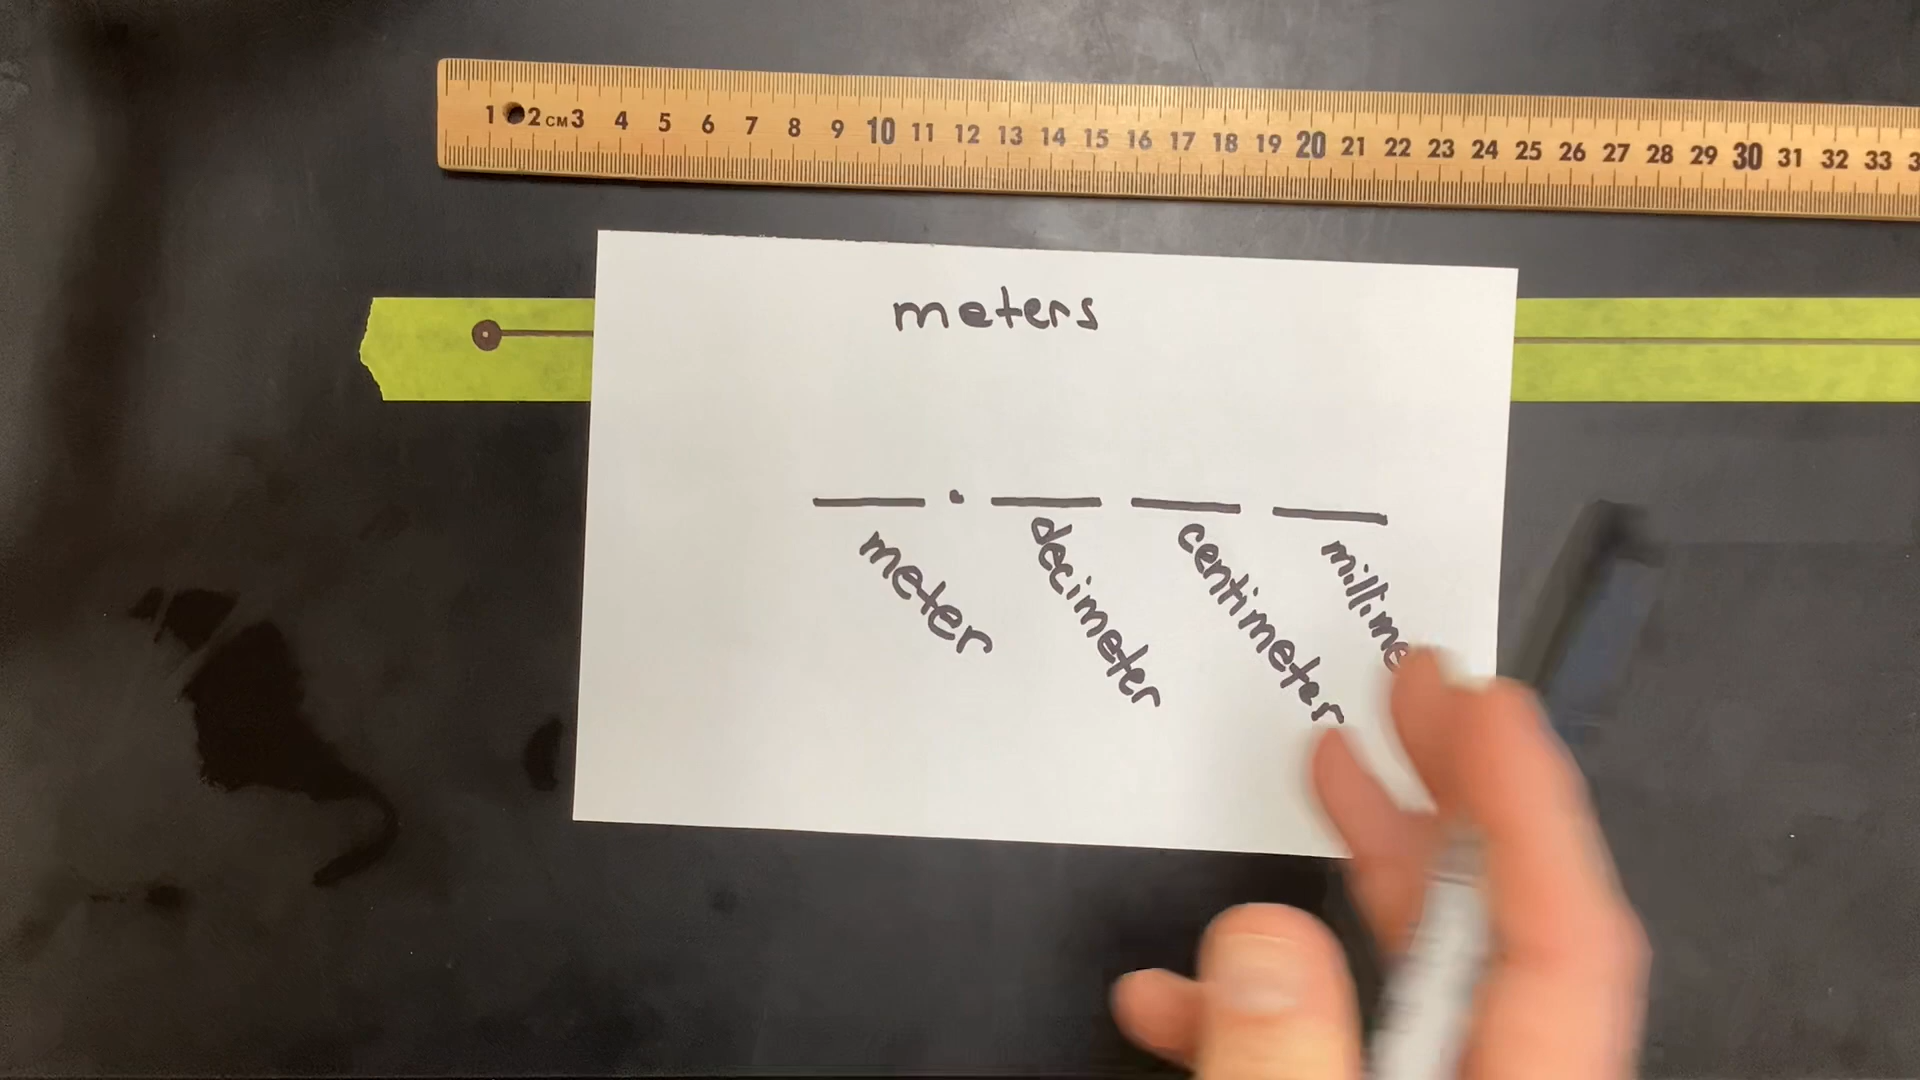 1 2 CM 3 4 5 6 7 8 9 10 11 12 13 14 15 16 17 18 19 20 21 22 23 24 25 26 27 28 29 30 31 32 33 3
meters
meter
decimeter
centimeter
millime